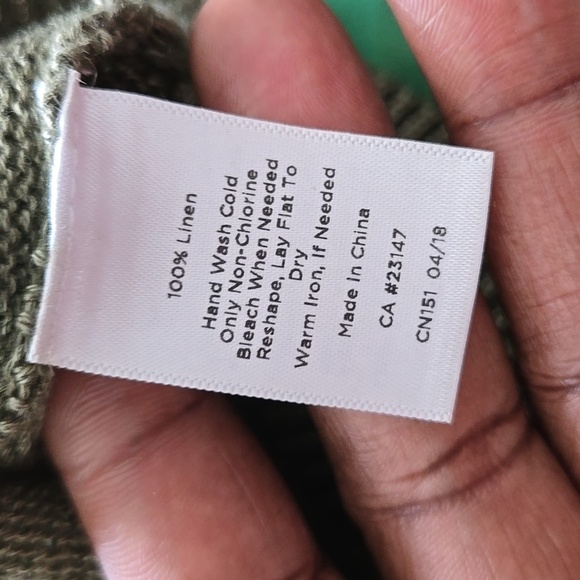 100% Linen
Hand Wash Cold
Only Non-Chlorine
Bleach When Needed
Reshape, Lay Flat To
Dry
Warm Iron, If Needed
Made In China
CA #23147
CN151 04/18